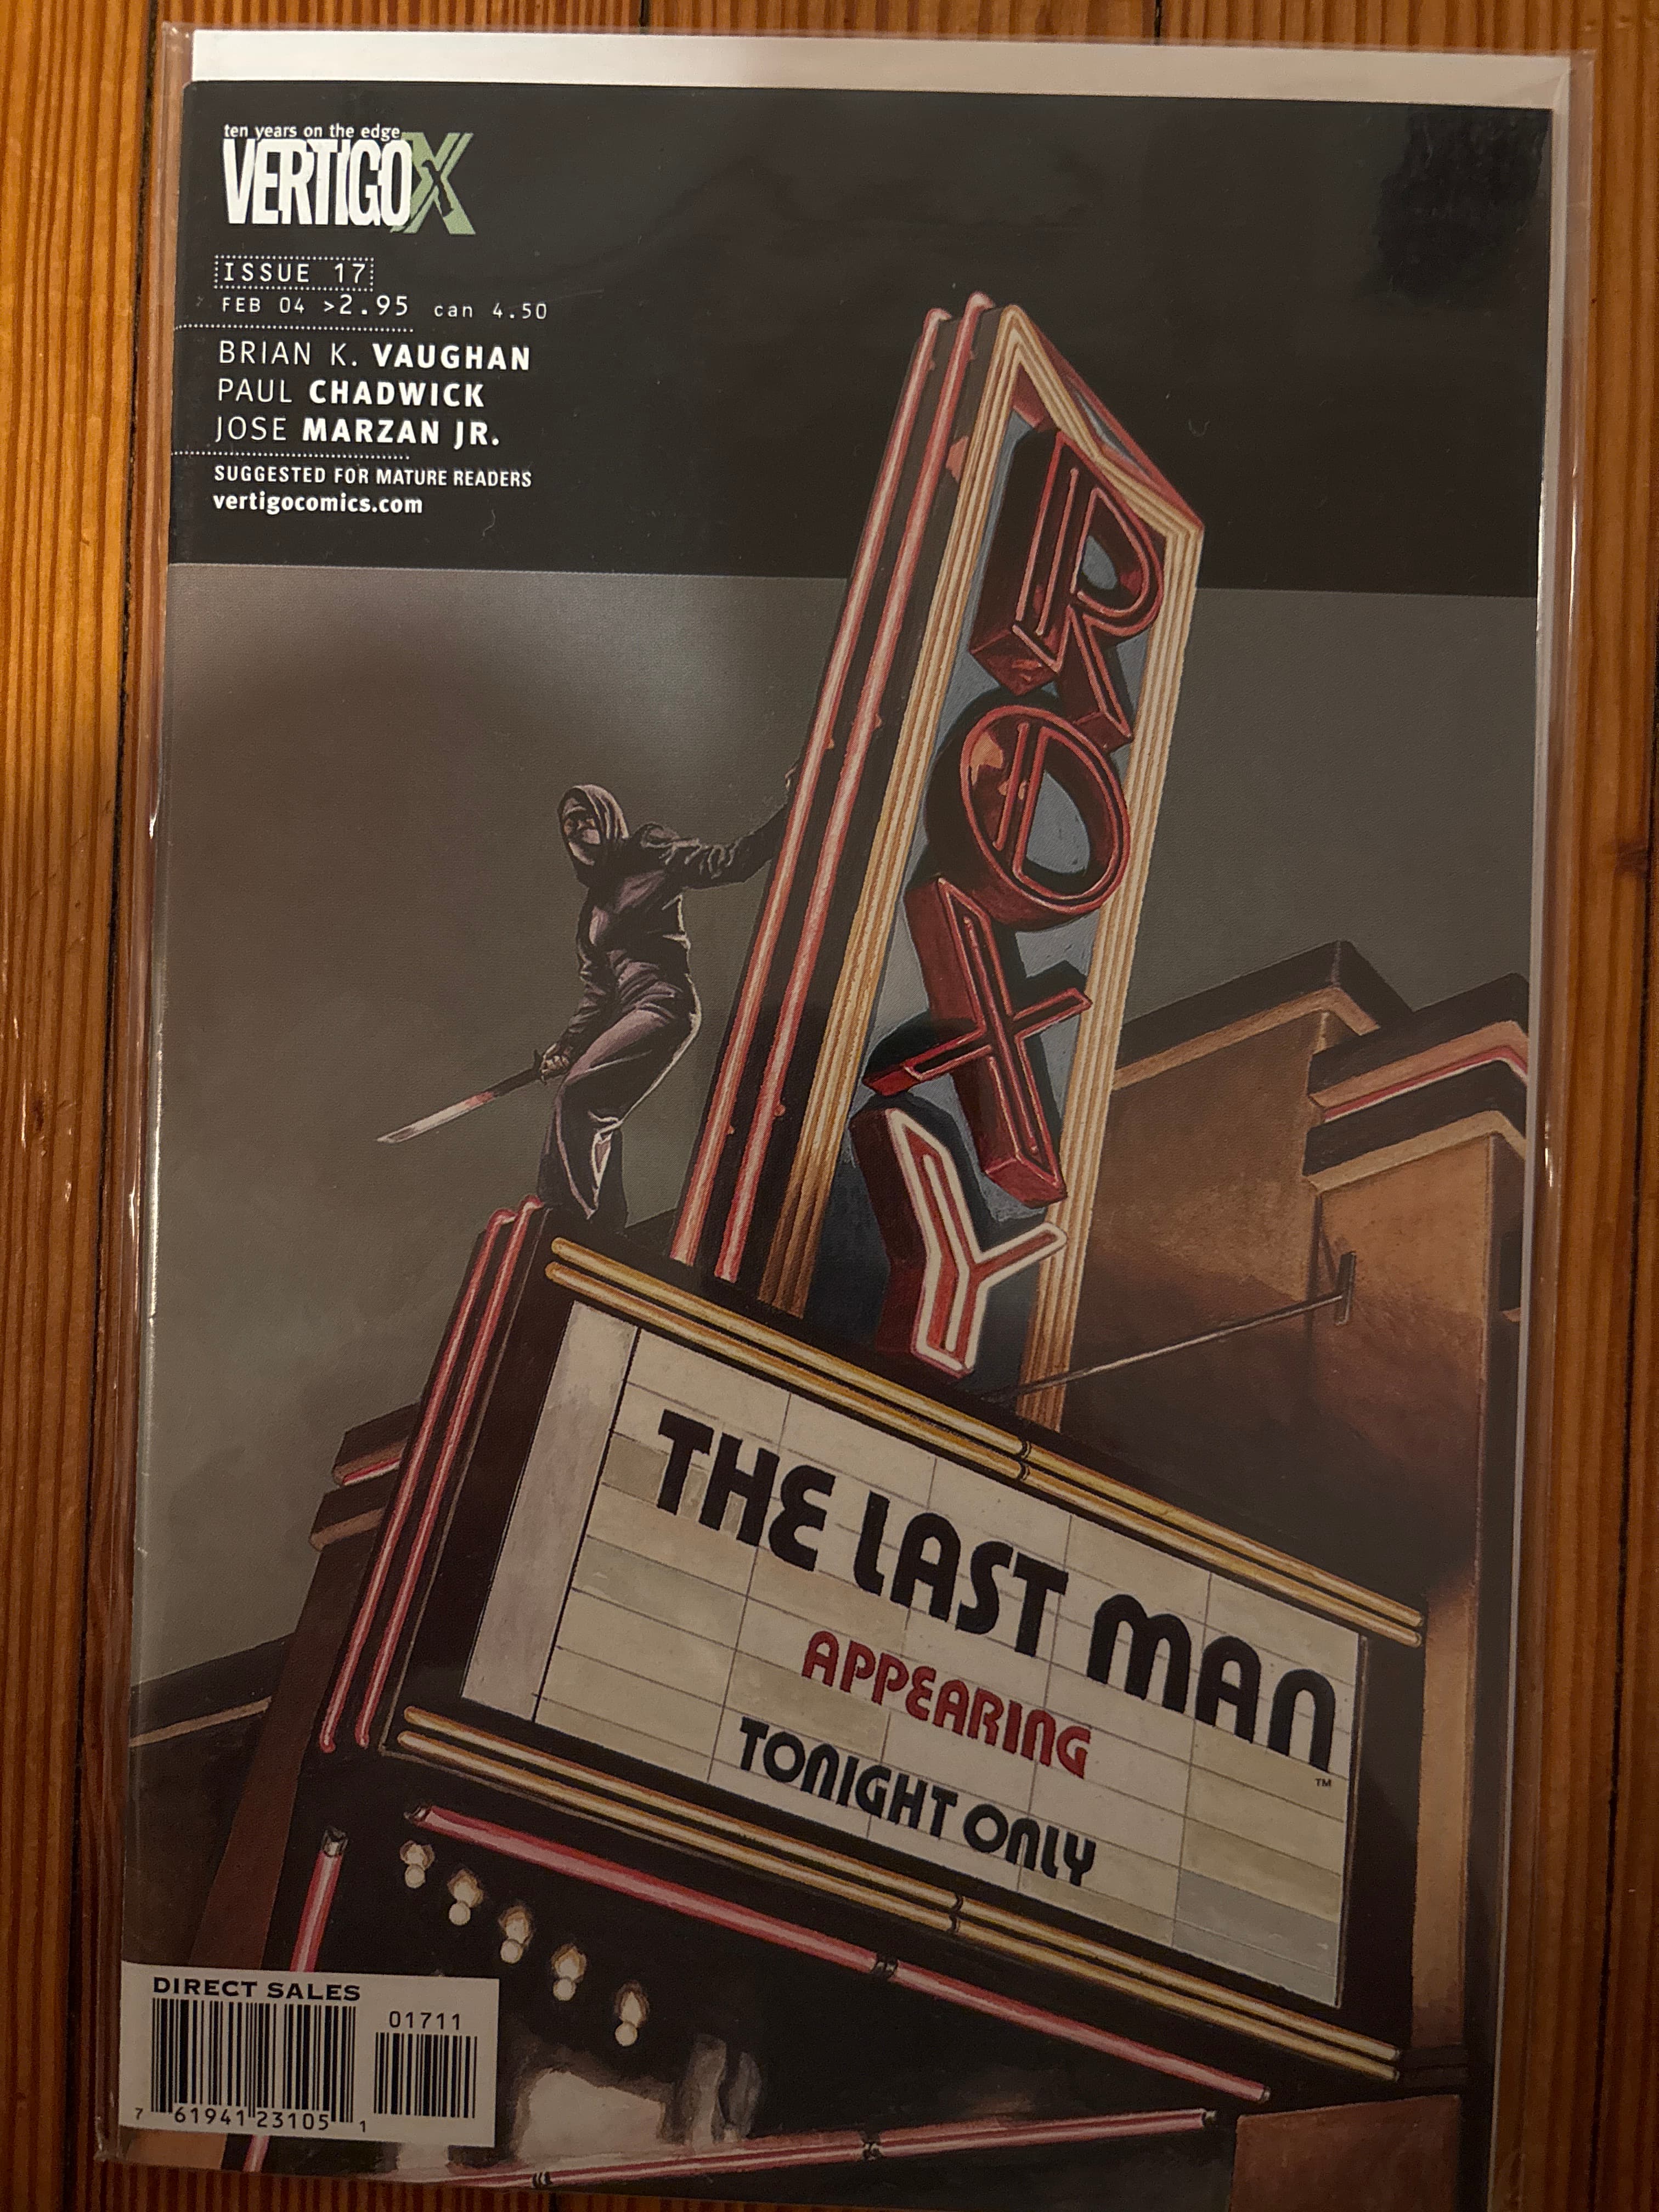 ten years on the edge
VERTIGO X
ISSUE 17
FEB 04 >2.95 can 4.50
BRIAN K. VAUGHAN
PAUL CHADWICK
JOSE MARZAN JR.
SUGGESTED FOR MATURE READERS
vertigocomics.com
ROXY
THE LAST MAN
TM
APPEARING
TONIGHT ONLY
DIRECT SALES
01711
7 61941 23105 1